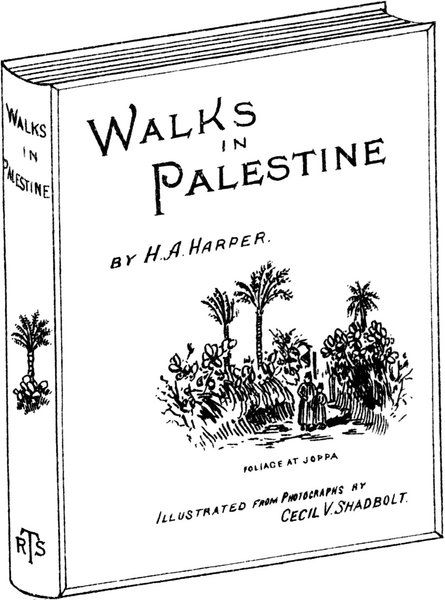 WALKS
IN
PALESTINE
RTS
WALKS
IN
PALESTINE
BY H. A. HARPER.
FOLIAGE AT JOPPA
ILLUSTRATED FROM PHOTOGRAPHS BY
CECIL V. SHADBOLT.